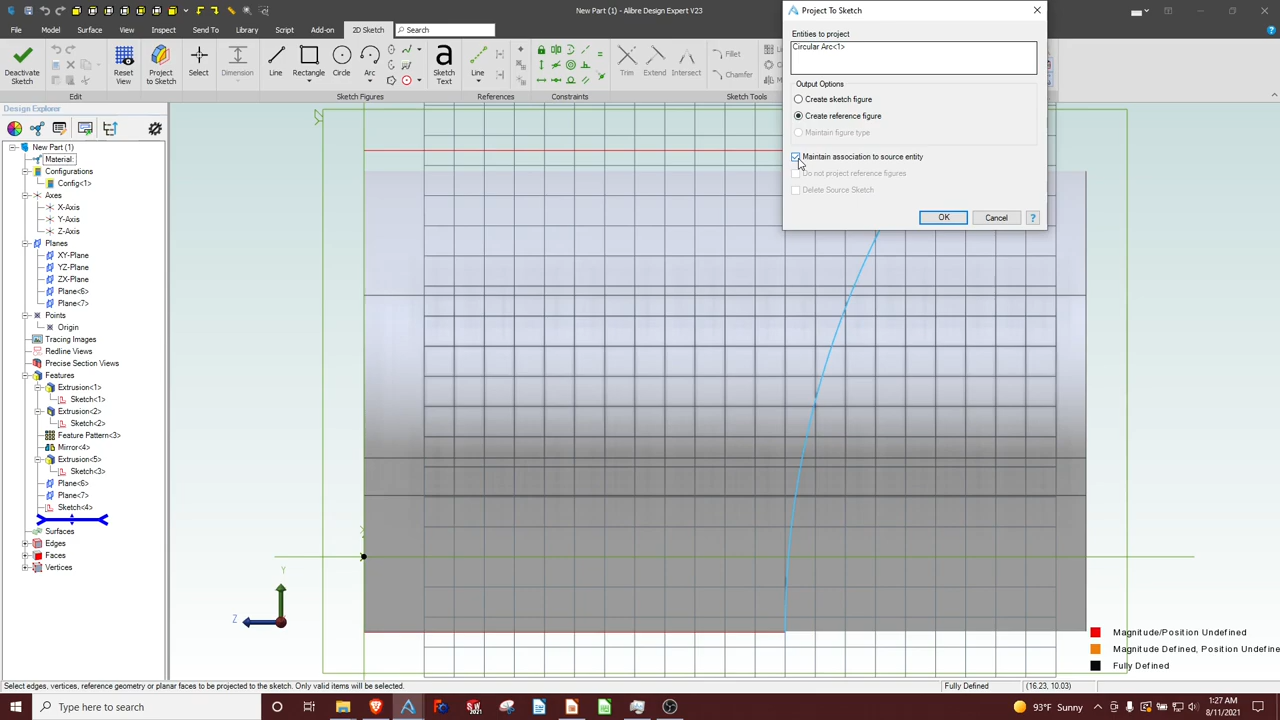 New Part (1) - Alibre Design Expert V23
File
Model
Boundary
Surface
View
Inspect
Send To
Library
Script
Add-on
2D Sketch
Search
Deactivate
Sketch
Reset
View
Project
to Sketch
Select
Dimension
Line
Rectangle
Circle
Arc
Sketch
Text
Line
Trim
Extend
Intersect
Fillet
Chamfer
Edit
Sketch Figures
References
Constraints
Sketch Tools
Design Explorer
New Part (1)
Material:
Configurations
Config<1>
Axes
X-Axis
Y-Axis
Z-Axis
Planes
XY-Plane
YZ-Plane
ZX-Plane
Plane<6>
Plane<7>
Points
Origin
Tracing Images
Redline Views
Precise Section Views
Features
Extrusion<1>
Sketch<1>
Extrusion<2>
Sketch<2>
Feature Pattern<3>
Mirror<4>
Extrusion<5>
Sketch<3>
Plane<6>
Plane<7>
Sketch<4>
Surfaces
Edges
Faces
Vertices
Project To Sketch
Entities to project
Circular Arc<1>
Output Options
Create sketch figure
Create reference figure
Maintain figure type
Maintain association to source entity
Do not project reference figures
Delete Source Sketch
OK
Cancel
?
Y
Z
Magnitude/Position Undefined
Magnitude Defined, Position Undefine
Fully Defined
Select edges, vertices, reference geometry or planar faces to be projected to the sketch. Only valid items will be selected.
Fully Defined
(16.23, 10.03)
Type here to search
93°F Sunny
1:27 AM
8/11/2021